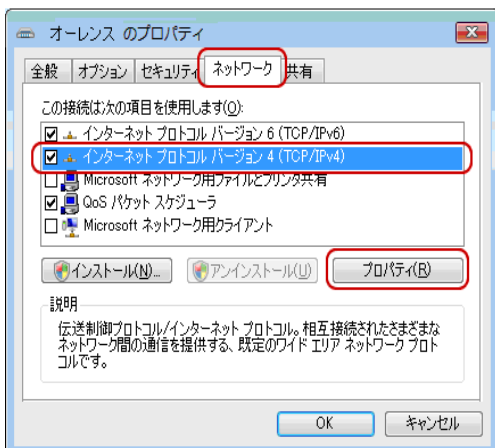 オーレンス のプロパティ
全般 オプション セキュリティ ネットワーク 共有
この接続は次の項目を使用します(O):
インターネット プロトコル バージョン 6 (TCP/IPv6)
インターネット プロトコル バージョン 4 (TCP/IPv4)
Microsoft ネットワーク用ファイルとプリンタ共有
QoS パケット スケジューラ
Microsoft ネットワーク用クライアント
インストール(N)... アンインストール(U) プロパティ(R)
説明
伝送制御プロトコル/インターネット プロトコル。相互接続されたさまざまな
ネットワーク間の通信を提供する、既定のワイド エリア ネットワーク プロト
コルです。
OK キャンセル